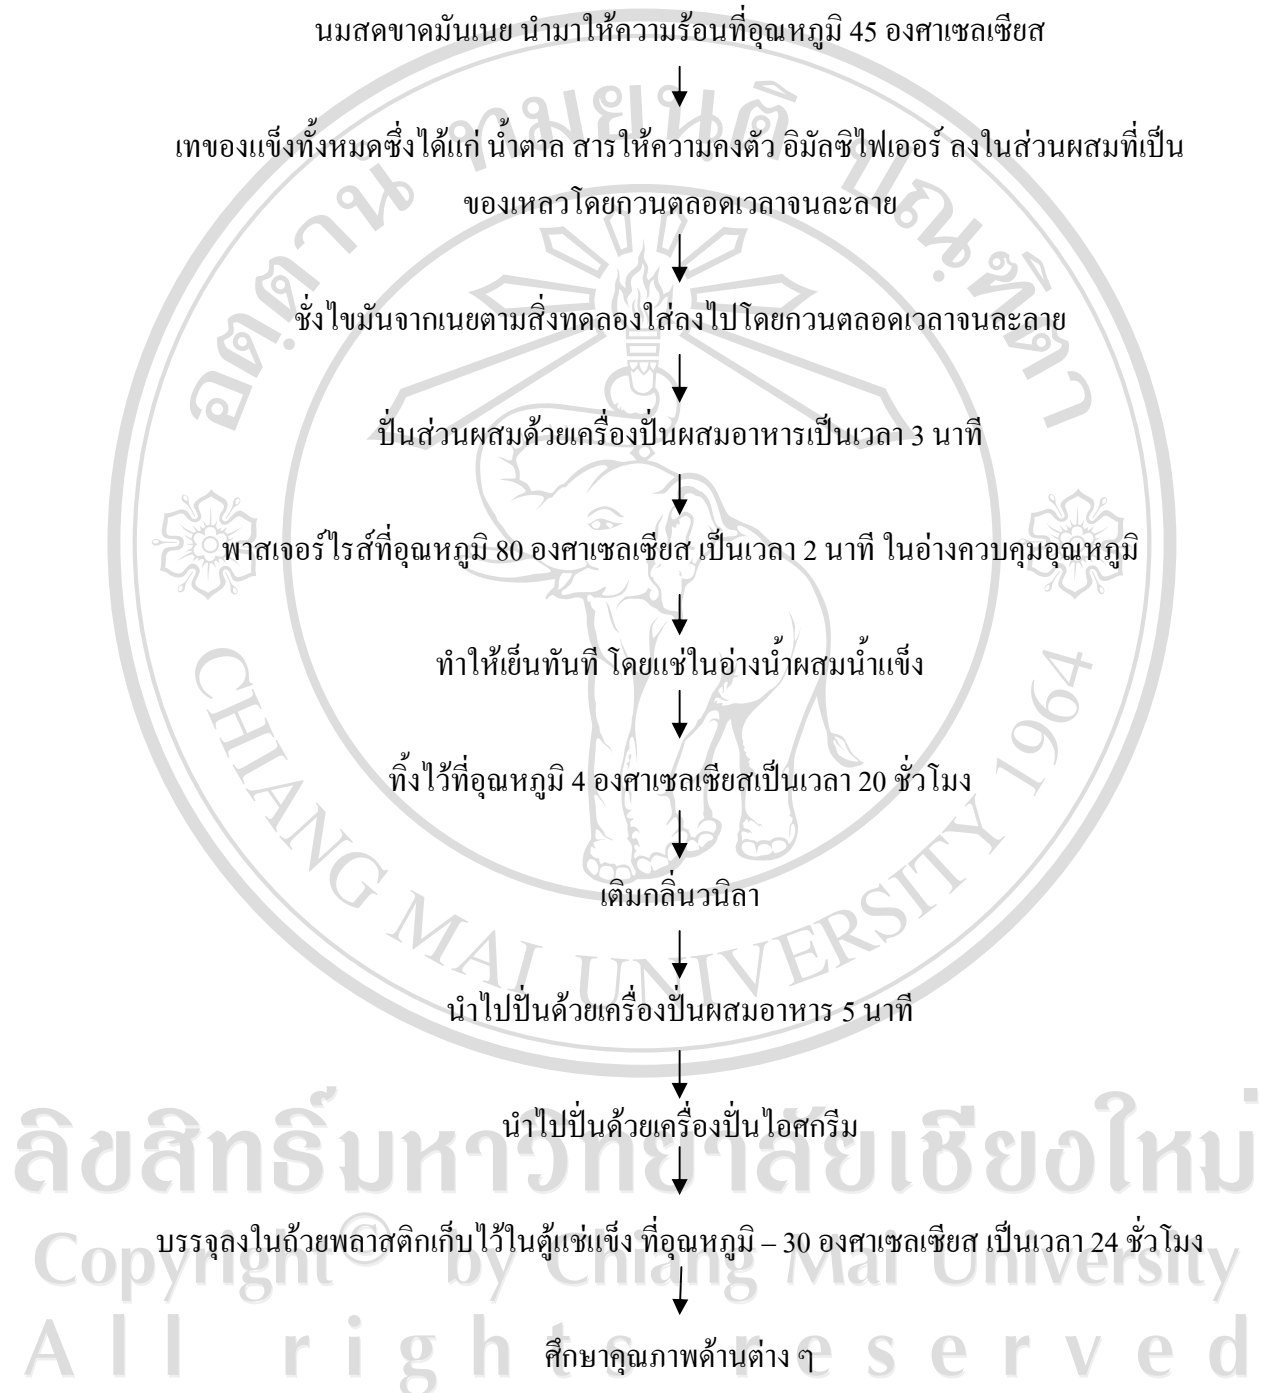 นมสดขาดมันเนย นำมาให้ความร้อนที่อุณหภูมิ 45 องศาเซลเซียส
เทของแข็งทั้งหมดซึ่งได้แก่ น้ำตาล สารให้ความคงตัว อิมัลซิไฟเออร์ ลงในส่วนผสมที่เป็น
ของเหลวโดยกวนตลอดเวลาจนละลาย
ชั่งไขมันจากเนยตามสิ่งทดลองใส่ลงไปโดยกวนตลอดเวลาจนละลาย
ปั่นส่วนผสมด้วยเครื่องปั่นผสมอาหารเป็นเวลา 3 นาที
พาสเจอร์ไรส์ที่อุณหภูมิ 80 องศาเซลเซียส เป็นเวลา 2 นาที ในอ่างควบคุมอุณหภูมิ
ทำให้เย็นทันที โดยแช่ในอ่างน้ำผสมน้ำแข็ง
ทิ้งไว้ที่อุณหภูมิ 4 องศาเซลเซียสเป็นเวลา 20 ชั่วโมง
เติมกลิ่นวนิลา
นำไปปั่นด้วยเครื่องปั่นผสมอาหาร 5 นาที
นำไปปั่นด้วยเครื่องปั่นไอศกรีม
บรรจุลงในถ้วยพลาสติกเก็บไว้ในตู้แช่แข็ง ที่อุณหภูมิ – 30 องศาเซลเซียส เป็นเวลา 24 ชั่วโมง
ศึกษาคุณภาพด้านต่าง ๆ
อตฺตานํ ทมยนฺติ ปณฺฑิตา
CHIANG MAI UNIVERSITY 1964
ลิขสิทธิ์มหาวิทยาลัยเชียงใหม่
Copyright © by Chiang Mai University
All rights reserved